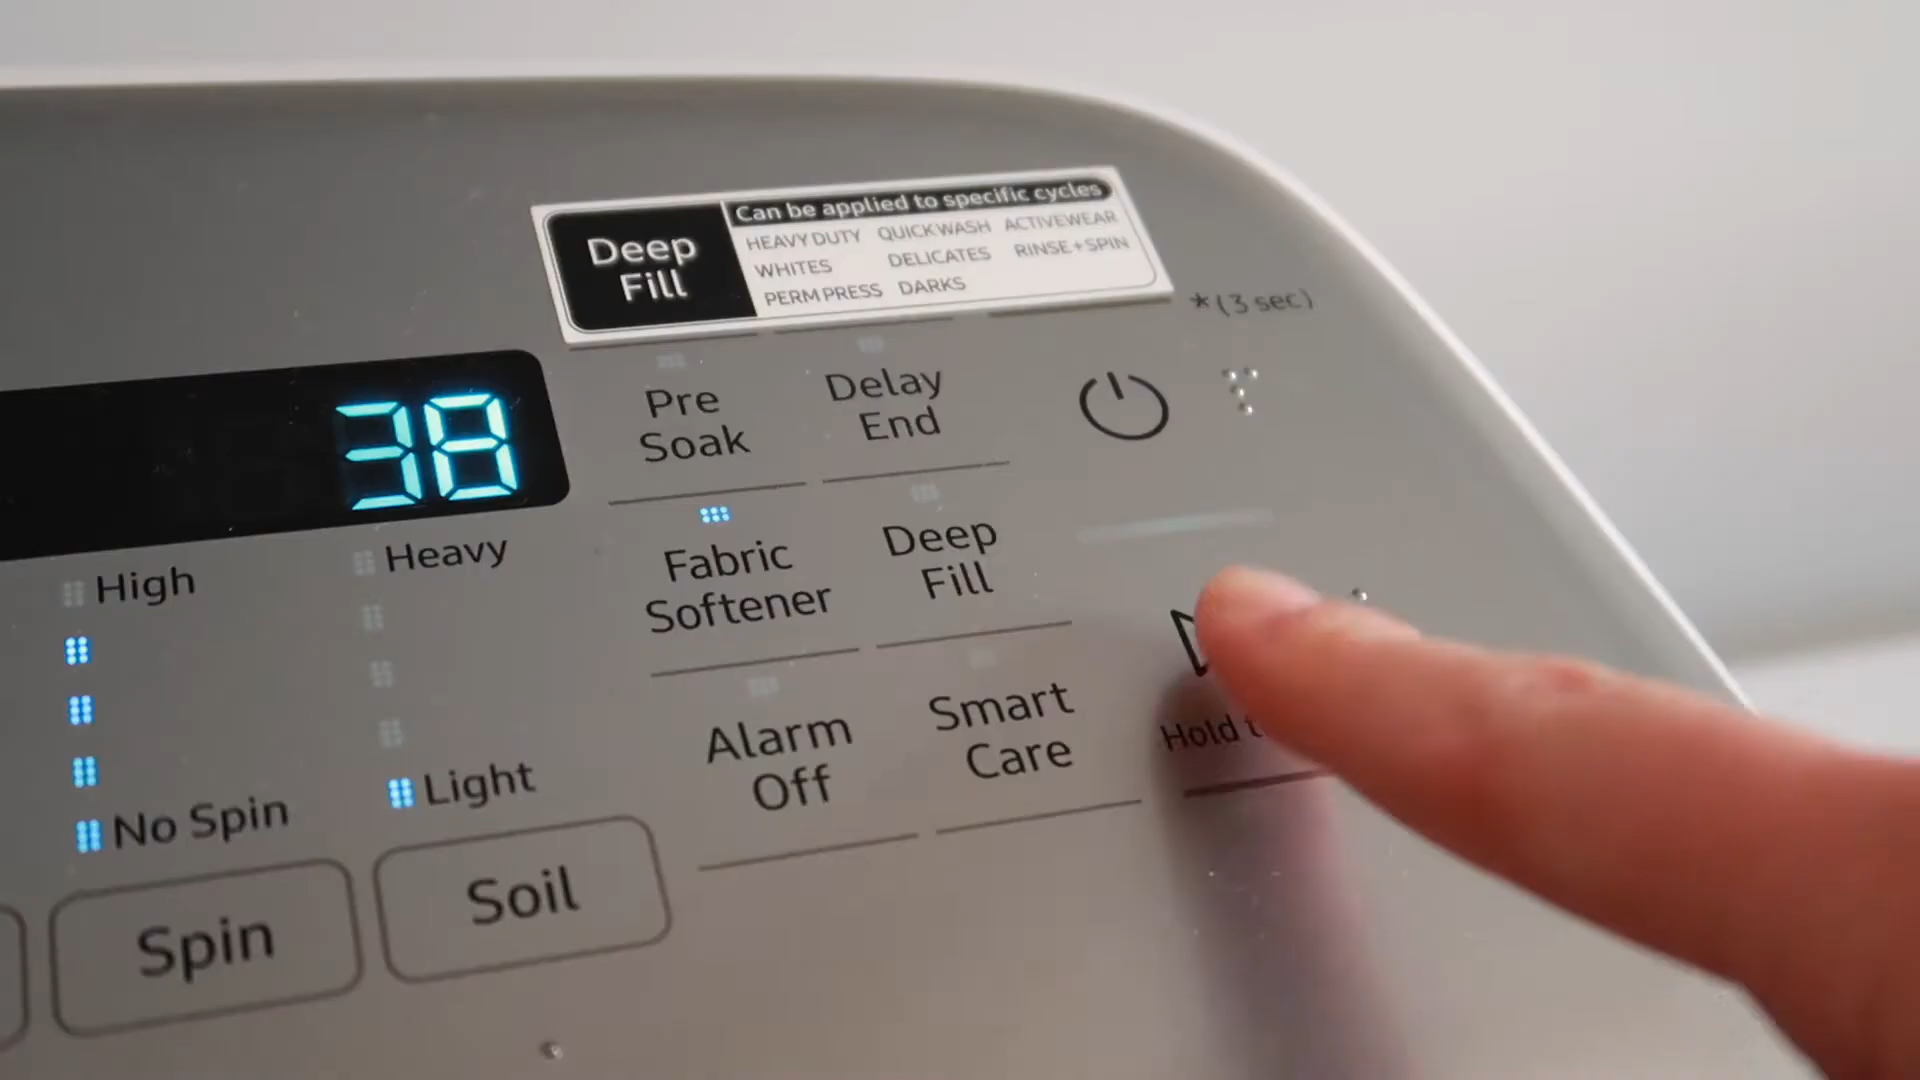 Deep
Fill
Can be applied to specific cycles
HEAVY DUTY QUICK WASH ACTIVEWEAR
WHITES DELICATES RINSE+SPIN
PERM PRESS DARKS
*(3 sec)
38
Pre
Soak
Delay
End
High
Heavy
Fabric
Softener
Deep
Fill
No Spin
Light
Alarm
Off
Smart
Care
Hold
Spin
Soil